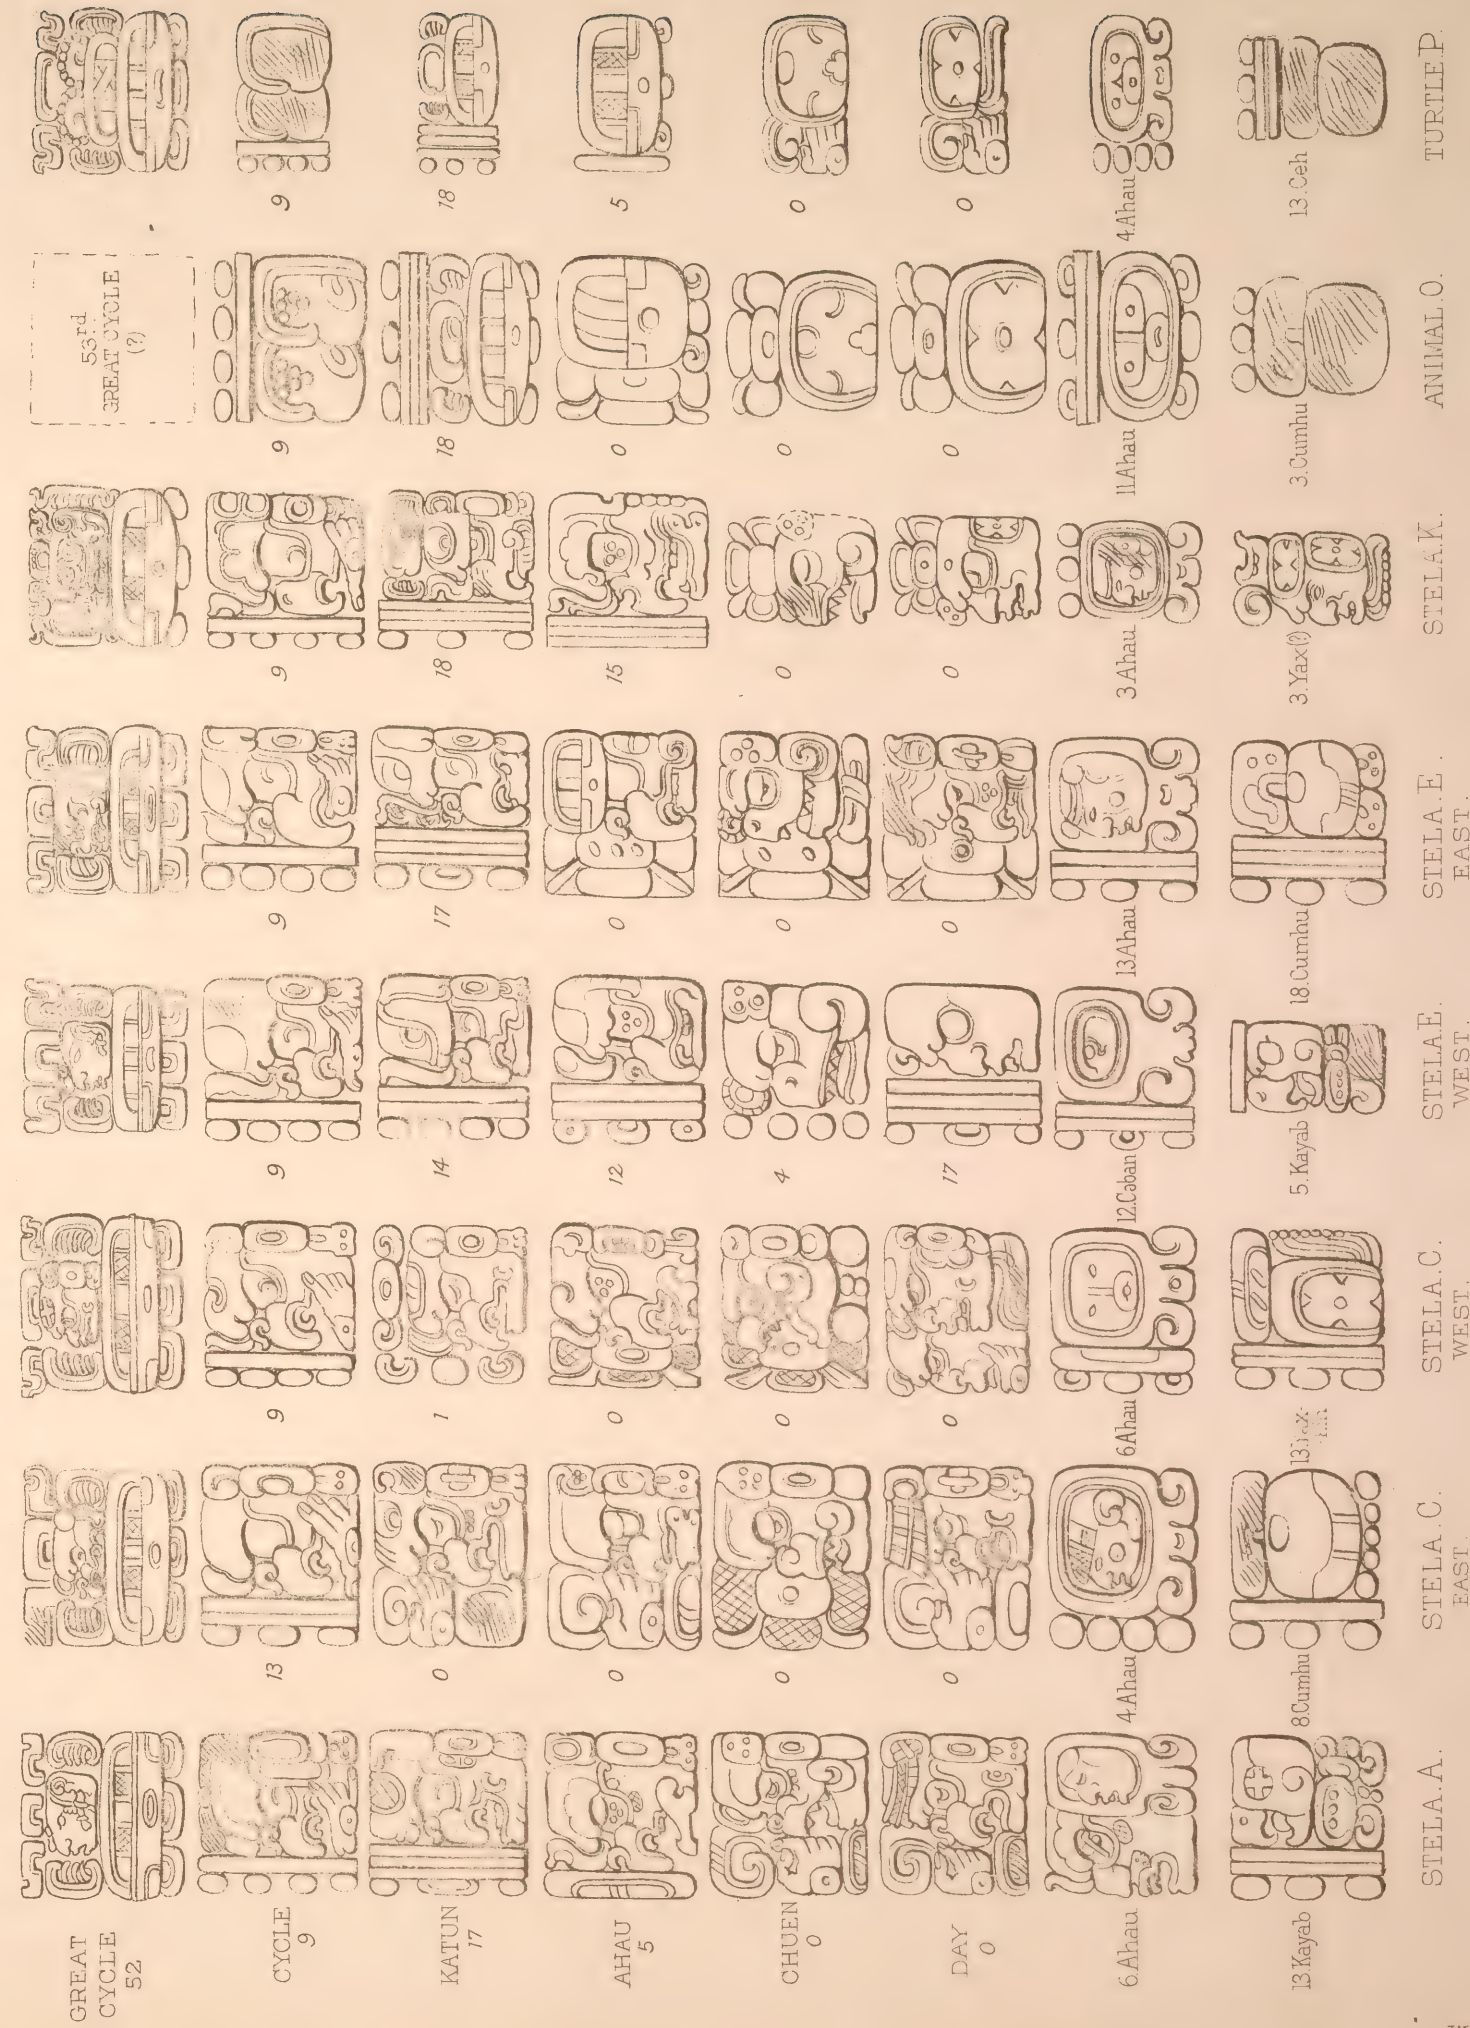 GREAT
CYCLE
52
53rd
GREAT CYCLE
(?)
CYCLE
9
13 9 9 9 9 9 9
KATUN
17
0 1 14 17 18 18 18
AHAU
5
0 0 12 0 15 0 5
CHUEN
0
0 0 4 0 0 0 0
DAY
0
0 0 17 0 0 0 0
6.Ahau 4.Ahau 6.Ahau 12.Caban 13.Ahau 3.Ahau 11.Ahau 4.Ahau
13.Kayab 8.Cumhu 13.Yax- 5.Kayab 18.Cumhu 3.Yax(?) 3.Cumhu 13.Ceh
STELA.A. STELA.C. STELA.C. STELA.E STELA.E. STELA.K. ANIMAL.O. TURTLE.P.
EAST. WEST. WEST. EAST.